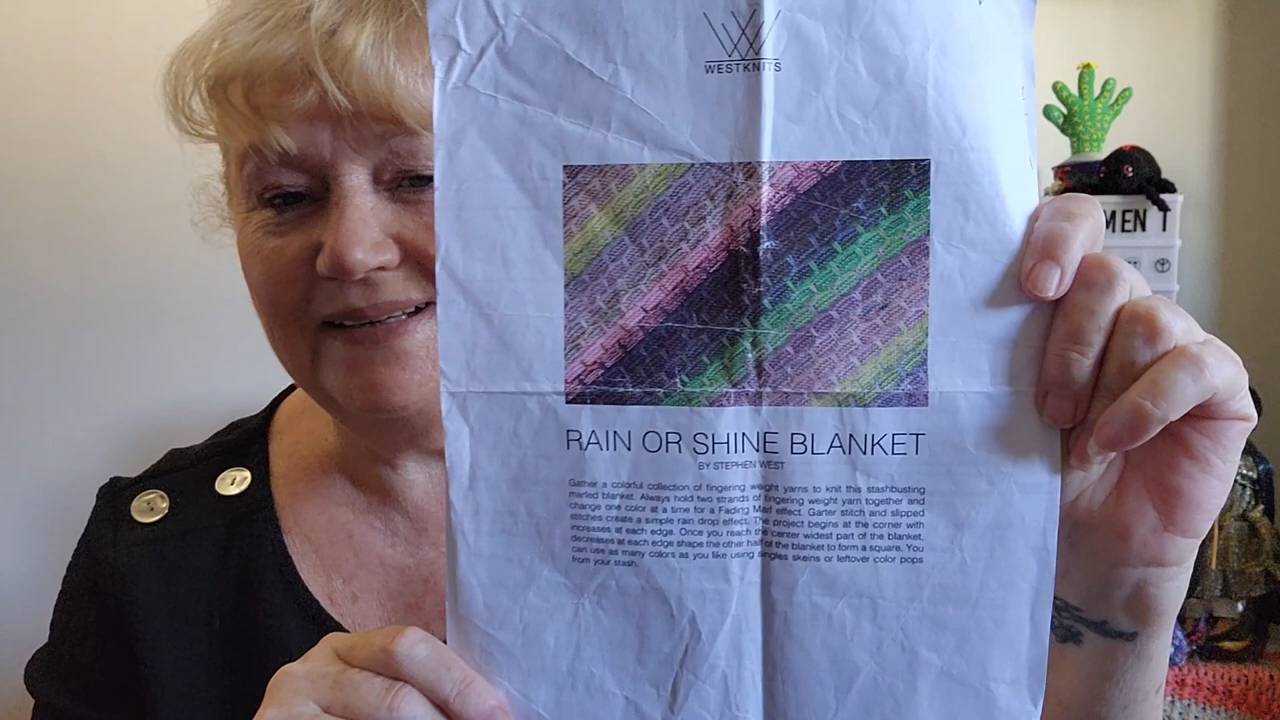 WESTKNITS
MEN T
RAIN OR SHINE BLANKET
BY STEPHEN WEST
Gather a colorful collection of fingering weight yarns to knit this stashbusting
marled blanket. Always hold two strands of fingering weight yarn together and
change one color at a time for a Fading Marl effect. Garter stitch and slipped
stitches create a simple rain drop effect. The project begins at the corner with
increases at each edge. Once you reach the center widest part of the blanket,
decreases at each edge shape the other half of the blanket to form a square. You
can use as many colors as you like using singles skeins or leftover color pops
from your stash.